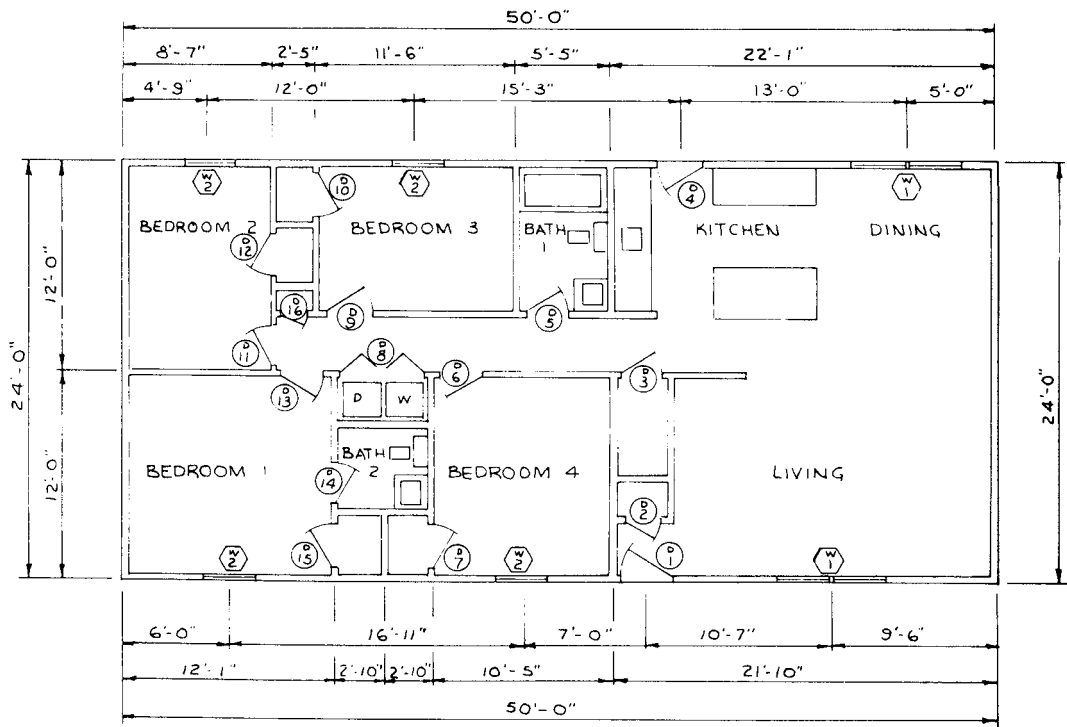 50'-0"
8'-7" 2'-5" 11'-6" 5'-5" 22'-1"
4'-9" 12'-0" 15'-3" 13'-0" 5'-0"
W 2 D 10 W 2 D 4 W 1
BEDROOM 2 BEDROOM 3 BATH 1 KITCHEN DINING
D 12
12'-0"
D 16 D 9 D 5
D 11 D 8
24'-0" D 13 D 6 D 3 24'-0"
D W
BATH 2
BEDROOM 1 BEDROOM 4 LIVING
D 14
12'-0"
D 2
W 2 D 15 D 7 W 2 D 1 W 1
6'-0" 16'-11" 7'-0" 10'-7" 9'-6"
12'-1" 2'-10" 2'-10" 10'-5" 21'-10"
50'-0"